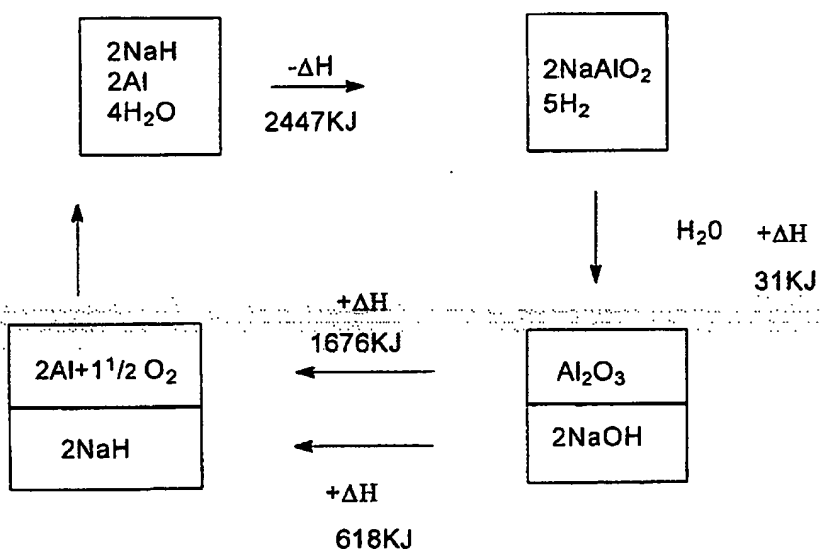 2NaH
2Al
4H₂O
-ΔH
2447KJ
2NaAlO₂
5H₂
H₂0 +ΔH
31KJ
+ΔH
1676KJ
2Al+1¹/2 O₂
Al₂O₃
2NaH
2NaOH
+ΔH
618KJ